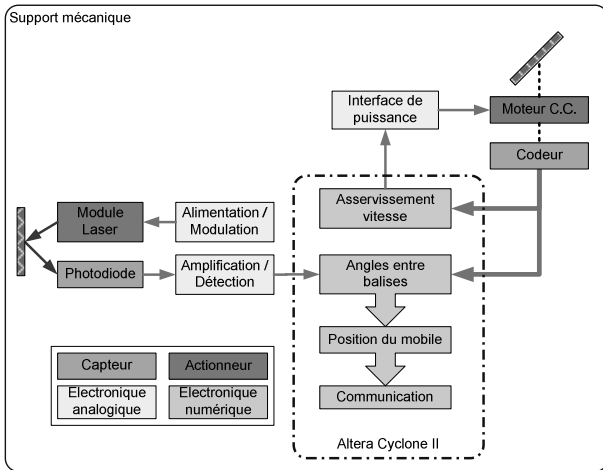 Support mécanique
Interface de
puissance
Moteur C.C.
Codeur
Asservissement
vitesse
Module
Laser
Alimentation /
Modulation
Photodiode
Amplification /
Détection
Angles entre
balises
Position du mobile
Communication
Capteur
Actionneur
Electronique
analogique
Electronique
numérique
Altera Cyclone II